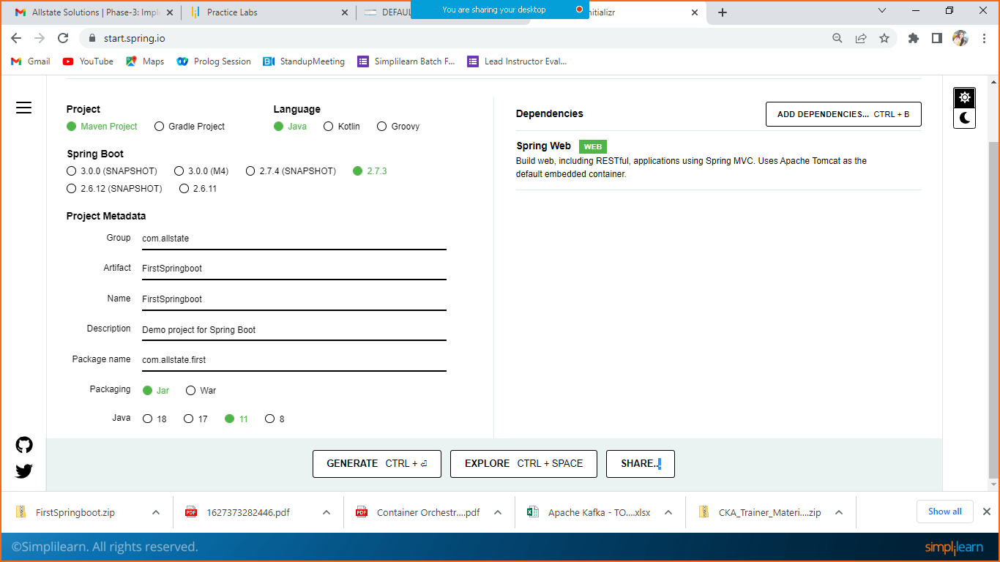 Allstate Solutions | Phase-3: Impl
Practice Labs
DEFAUL
You are sharing your desktop
nitializr
start.spring.io
Gmail
YouTube
Maps
Prolog Session
StandupMeeting
Simplilearn Batch F...
Lead Instructor Eval...
Project
Maven Project
Gradle Project
Language
Java
Kotlin
Groovy
Spring Boot
3.0.0 (SNAPSHOT)
3.0.0 (M4)
2.7.4 (SNAPSHOT)
2.7.3
2.6.12 (SNAPSHOT)
2.6.11
Project Metadata
Group
com.allstate
Artifact
FirstSpringboot
Name
FirstSpringboot
Description
Demo project for Spring Boot
Package name
com.allstate.first
Packaging
Jar
War
Java
18
17
11
8
Dependencies
ADD DEPENDENCIES... CTRL + B
Spring Web WEB
Build web, including RESTful, applications using Spring MVC. Uses Apache Tomcat as the
default embedded container.
GENERATE CTRL + ⏎
EXPLORE CTRL + SPACE
SHARE...
FirstSpringboot.zip
PDF
1627373282446.pdf
PDF
Container Orchestr....pdf
Apache Kafka - TO....xlsx
CKA_Trainer_Materi....zip
Show all
©Simplilearn. All rights reserved.
simplilearn